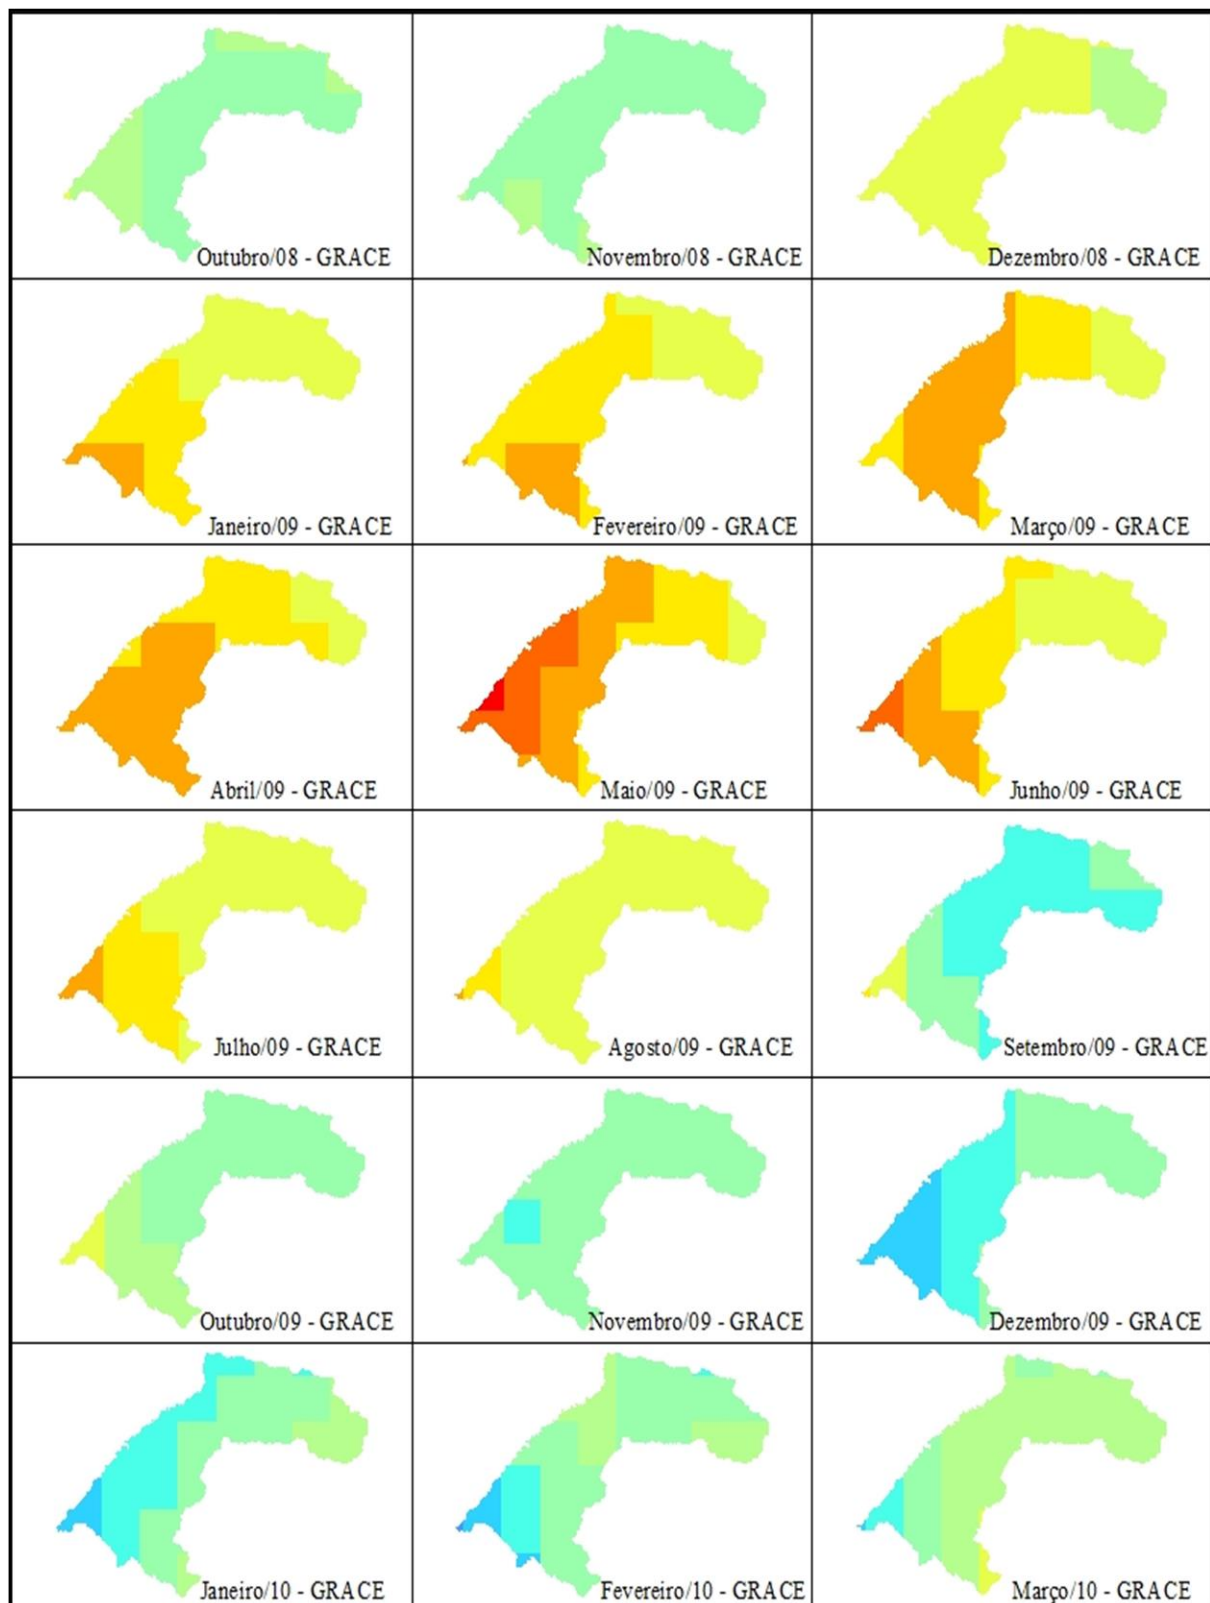 Outubro/08 - GRACE
Novembro/08 - GRACE
Dezembro/08 - GRACE
Janeiro/09 - GRACE
Fevereiro/09 - GRACE
Março/09 - GRACE
Abril/09 - GRACE
Maio/09 - GRACE
Junho/09 - GRACE
Julho/09 - GRACE
Agosto/09 - GRACE
Setembro/09 - GRACE
Outubro/09 - GRACE
Novembro/09 - GRACE
Dezembro/09 - GRACE
Janeiro/10 - GRACE
Fevereiro/10 - GRACE
Março/10 - GRACE